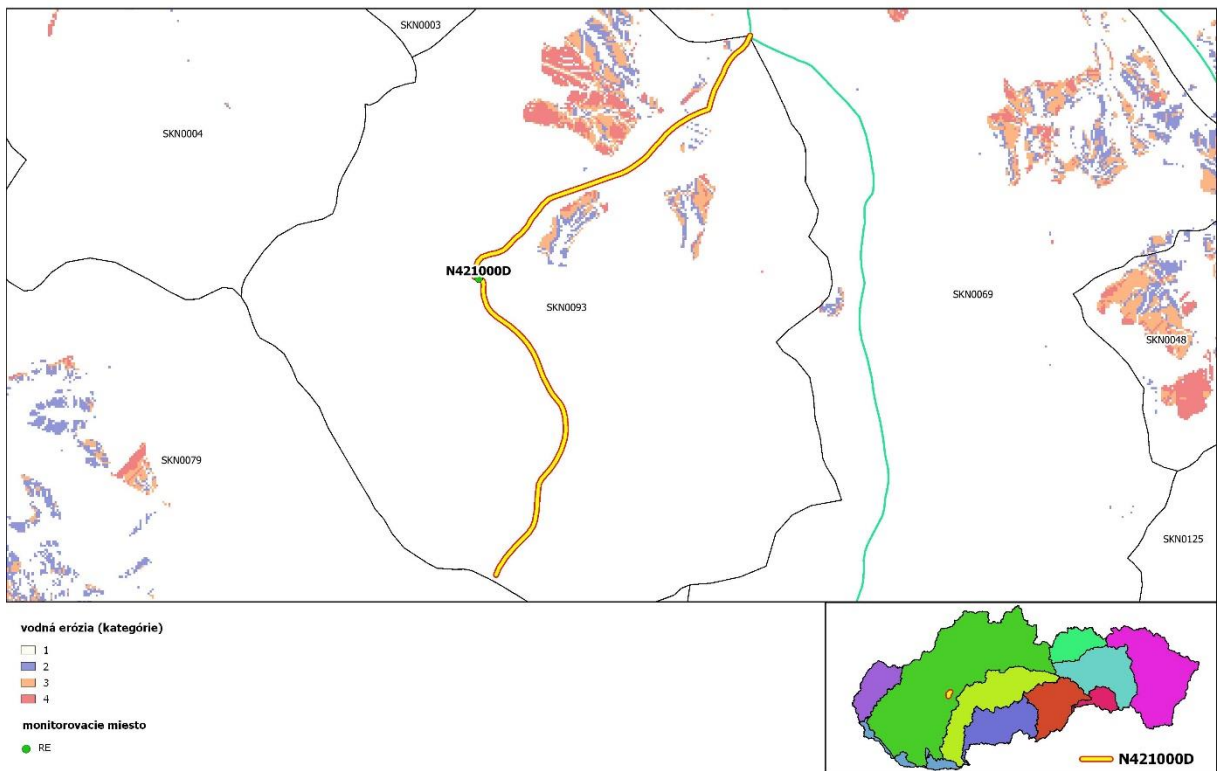 SKN0003
SKN0004
N421000D
SKN0093
SKN0069
SKN0048
SKN0079
SKN0125
vodná erózia (kategórie)
1
2
3
4
monitorovacie miesto
RE
N421000D